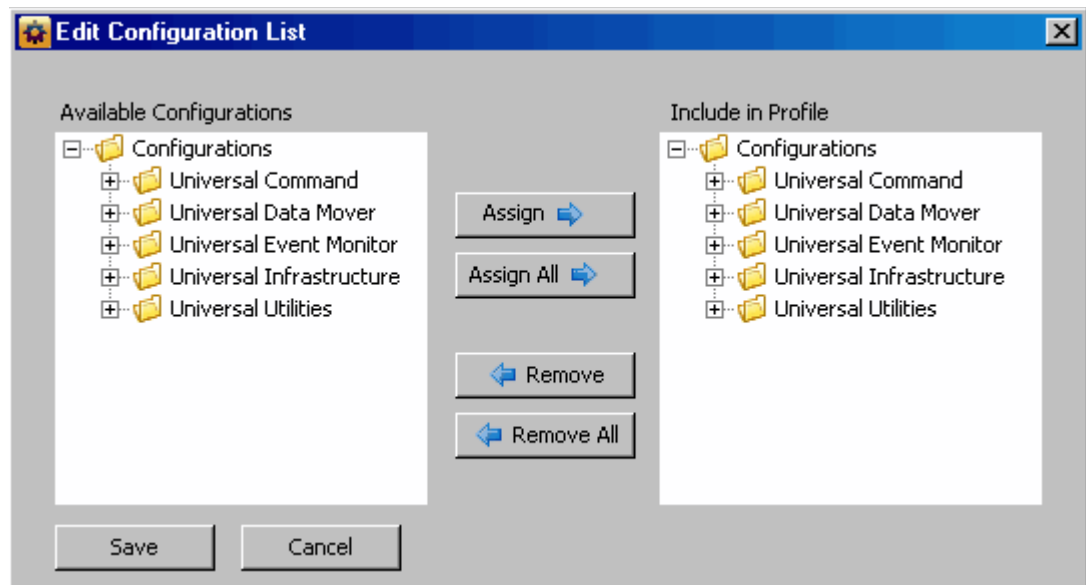 Edit Configuration List
Available Configurations
Configurations
Universal Command
Universal Data Mover
Universal Event Monitor
Universal Infrastructure
Universal Utilities
Assign
Assign All
Remove
Remove All
Include in Profile
Configurations
Universal Command
Universal Data Mover
Universal Event Monitor
Universal Infrastructure
Universal Utilities
Save
Cancel